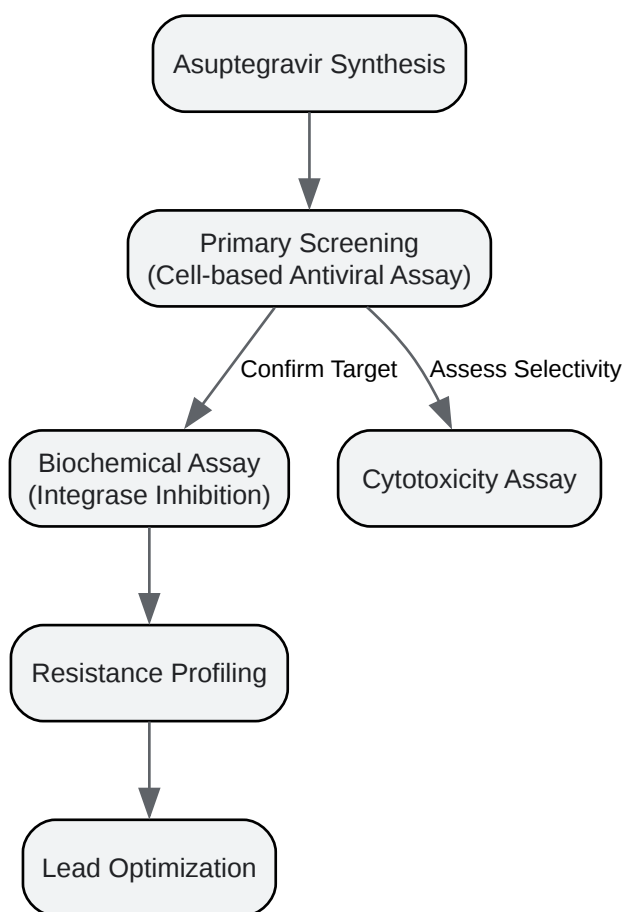 Asuptegravir Synthesis
Primary Screening
(Cell-based Antiviral Assay)
Confirm Target
Assess Selectivity
Biochemical Assay
(Integrase Inhibition)
Cytotoxicity Assay
Resistance Profiling
Lead Optimization